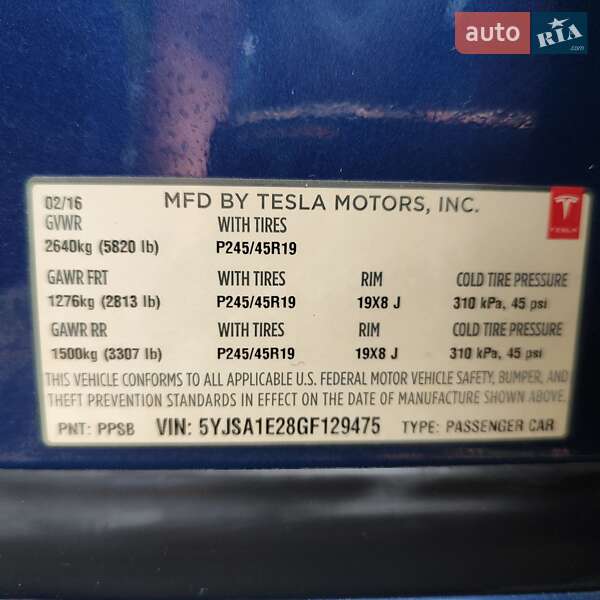 auto RIA.com
02/16 MFD BY TESLA MOTORS, INC.
GVWR WITH TIRES
2640kg (5820 lb) P245/45R19
TESLA
GAWR FRT WITH TIRES RIM COLD TIRE PRESSURE
1276kg (2813 lb) P245/45R19 19X8 J 310 kPa, 45 psi
GAWR RR WITH TIRES RIM COLD TIRE PRESSURE
1500kg (3307 lb) P245/45R19 19X8 J 310 kPa, 45 psi
THIS VEHICLE CONFORMS TO ALL APPLICABLE U.S. FEDERAL MOTOR VEHICLE SAFETY, BUMPER, AND
THEFT PREVENTION STANDARDS IN EFFECT ON THE DATE OF MANUFACTURE SHOWN ABOVE.
PNT: PPSB VIN: 5YJSA1E28GF129475 TYPE: PASSENGER CAR